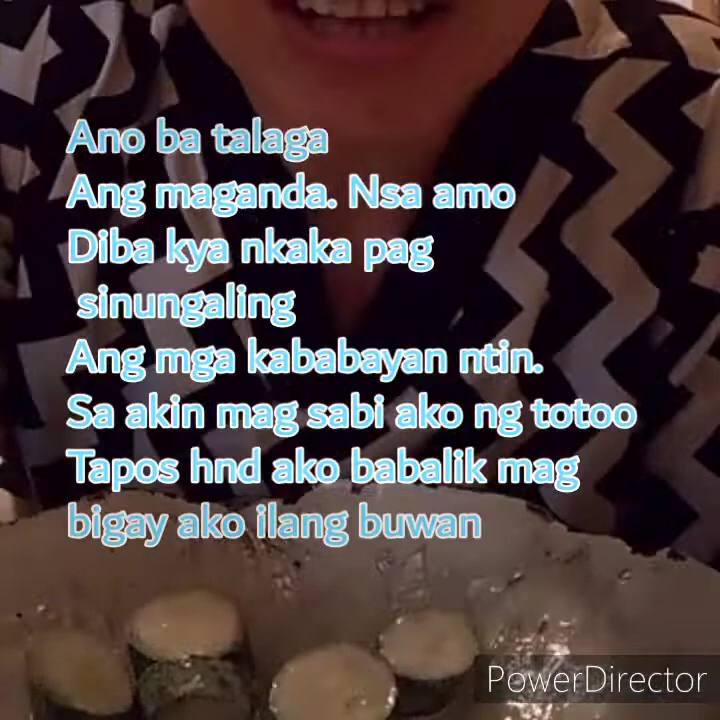 Ano ba talaga
Ang maganda. Nsa amo
Diba kya nkaka pag
sinungaling
Ang mga kababayan ntin.
Sa akin mag sabi ako ng totoo
Tapos hnd ako babalik mag
bigay ako ilang buwan
PowerDirector